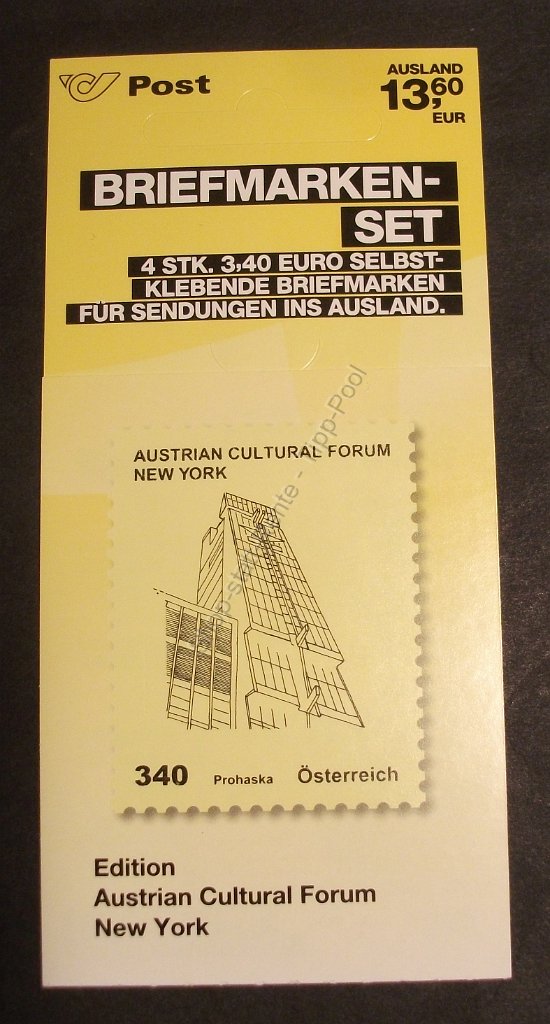 Post
AUSLAND
13,60
EUR
BRIEFMARKEN-
SET
4 STK. 3,40 EURO SELBST-
KLEBENDE BRIEFMARKEN
FÜR SENDUNGEN INS AUSLAND.
AUSTRIAN CULTURAL FORUM
NEW YORK
340 Prohaska Österreich
Edition
Austrian Cultural Forum
New York